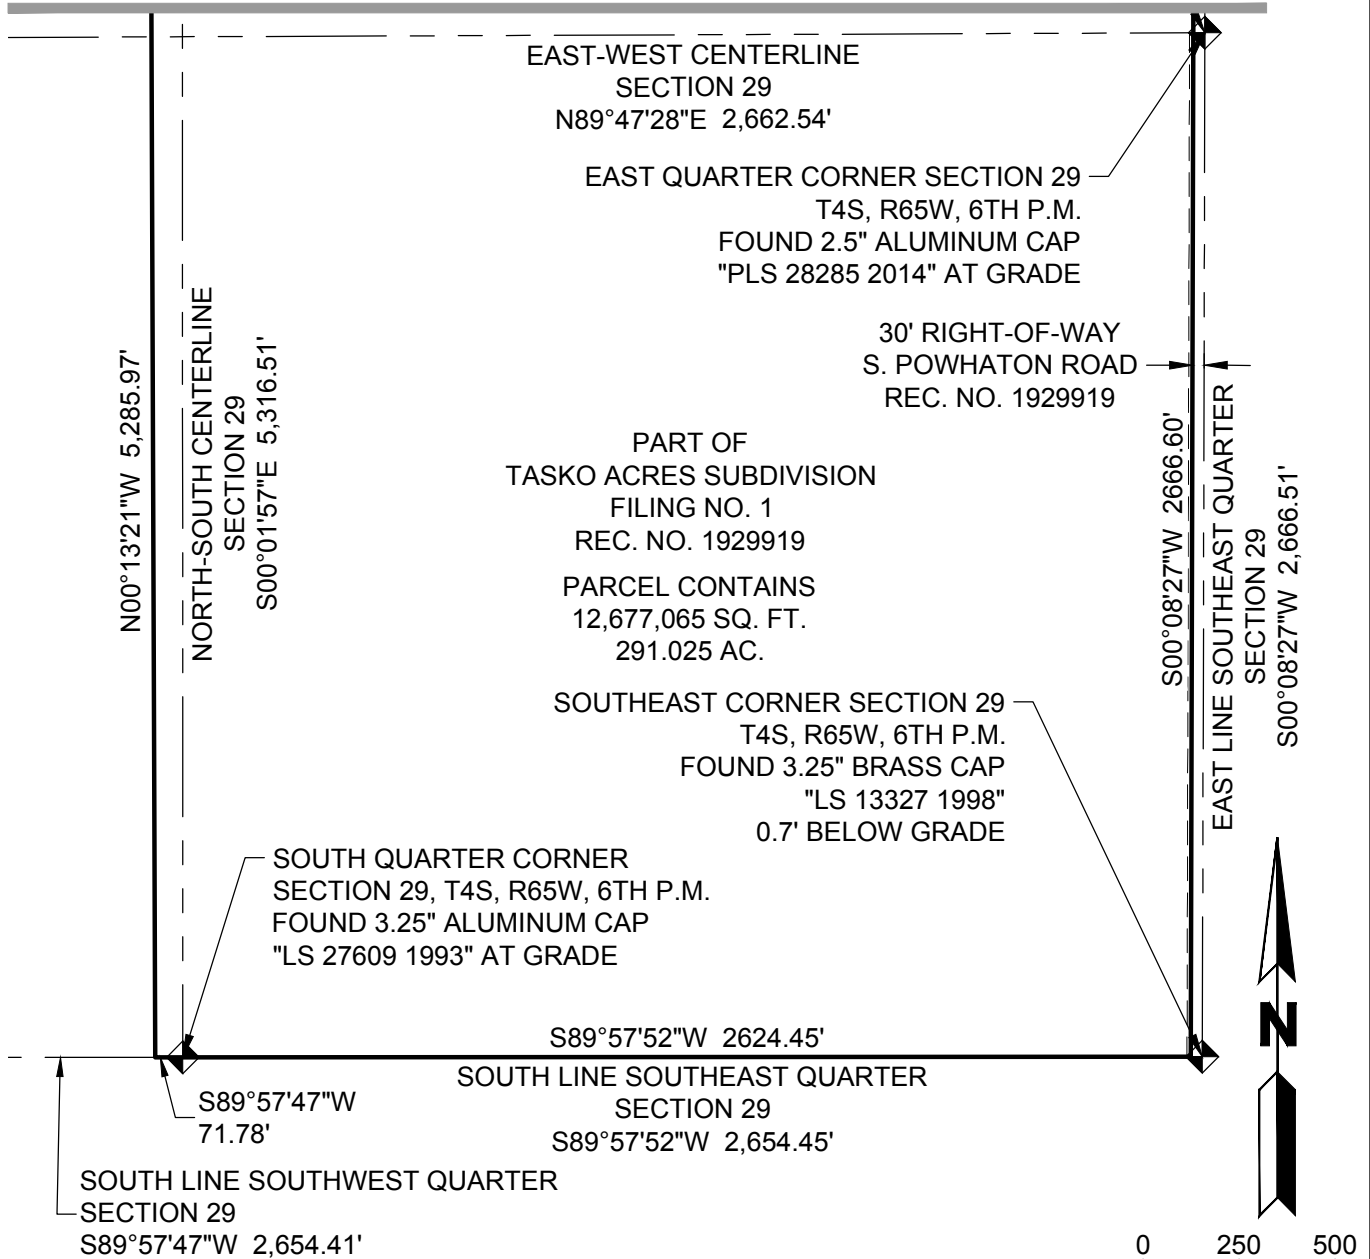 EAST-WEST CENTERLINE
SECTION 29
N89°47'28"E 2,662.54'
EAST QUARTER CORNER SECTION 29
T4S, R65W, 6TH P.M.
FOUND 2.5" ALUMINUM CAP
"PLS 28285 2014" AT GRADE
30' RIGHT-OF-WAY
S. POWHATON ROAD
REC. NO. 1929919
N00°13'21"W 5,285.97'
NORTH-SOUTH CENTERLINE
SECTION 29
S00°01'57"E 5,316.51'
PART OF
TASKO ACRES SUBDIVISION
FILING NO. 1
REC. NO. 1929919
PARCEL CONTAINS
12,677,065 SQ. FT.
291.025 AC.
S00°08'27"W 2666.60'
EAST LINE SOUTHEAST QUARTER
SECTION 29
S00°08'27"W 2,666.51'
SOUTHEAST CORNER SECTION 29
T4S, R65W, 6TH P.M.
FOUND 3.25" BRASS CAP
"LS 13327 1998"
0.7' BELOW GRADE
SOUTH QUARTER CORNER
SECTION 29, T4S, R65W, 6TH P.M.
FOUND 3.25" ALUMINUM CAP
"LS 27609 1993" AT GRADE
N
S89°57'52"W 2624.45'
SOUTH LINE SOUTHEAST QUARTER
SECTION 29
S89°57'52"W 2,654.45'
S89°57'47"W
71.78'
SOUTH LINE SOUTHWEST QUARTER
SECTION 29
S89°57'47"W 2,654.41'
0 250 500